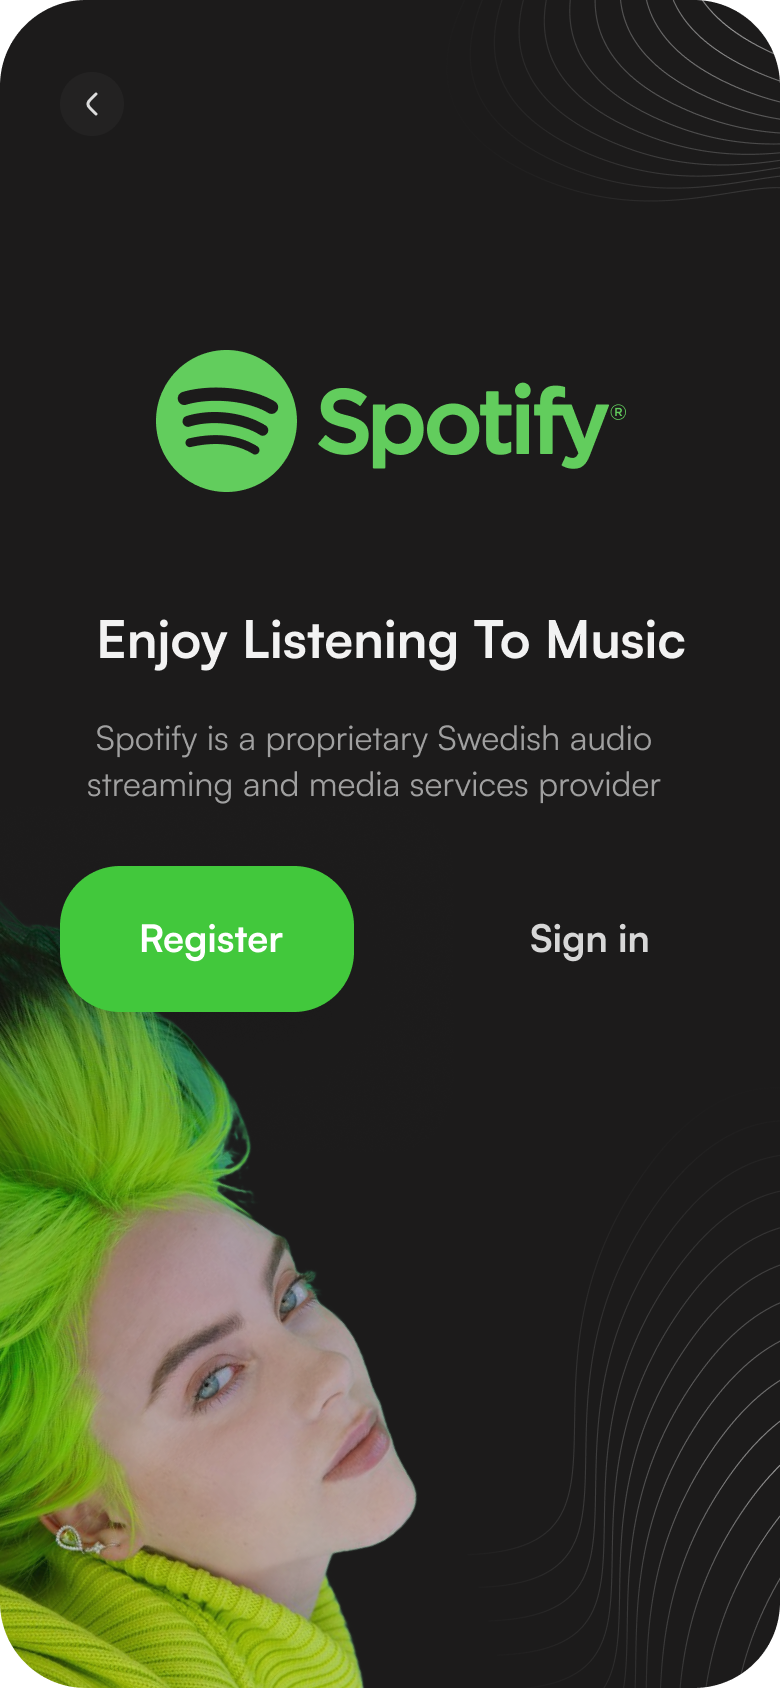 Spotify®
Enjoy Listening To Music
Spotify is a proprietary Swedish audio
streaming and media services provider
Register
Sign in